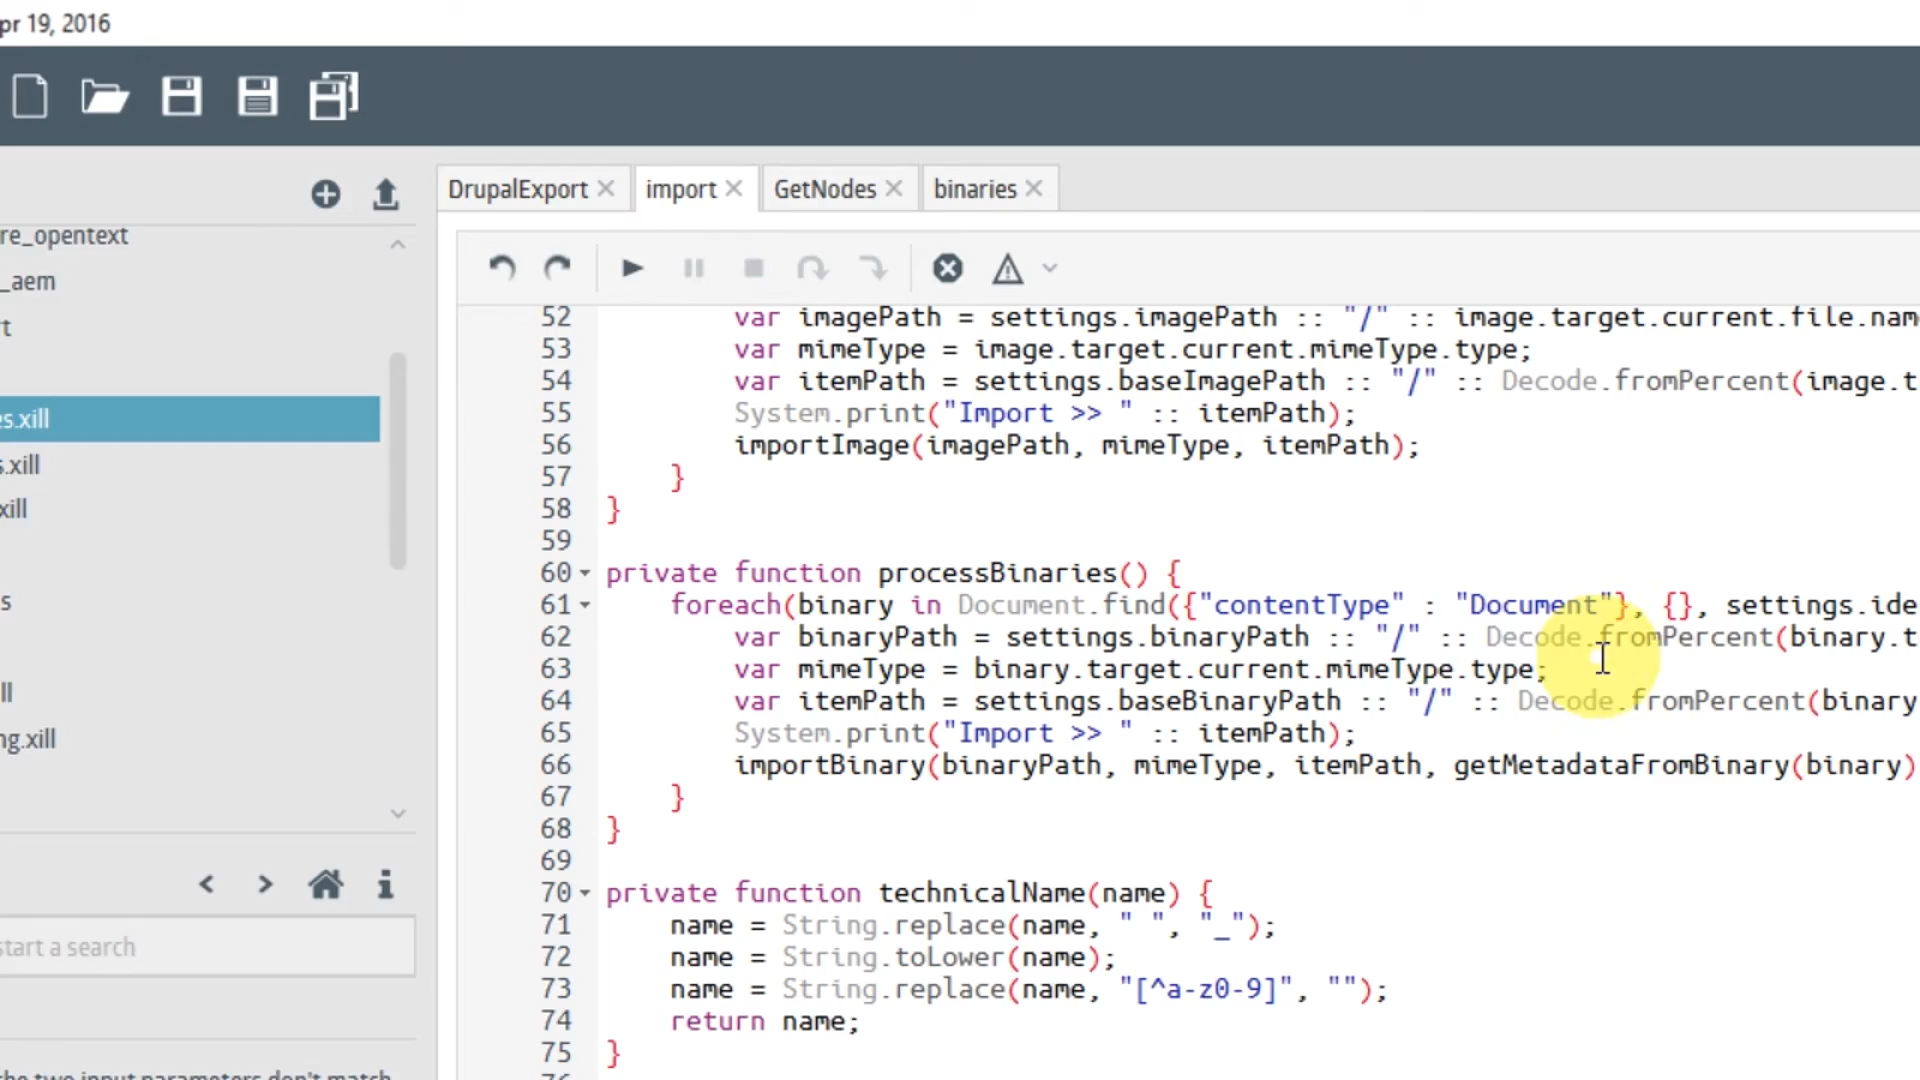 pr 19, 2016
DrupalExport
import
GetNodes
binaries
re_opentext
_aem
t
es.xill
s.xill
xill
s
ll
ng.xill
start a search
the two input parameters don't match
52 var imagePath = settings.imagePath :: "/" :: image.target.current.file.nam
53 var mimeType = image.target.current.mimeType.type;
54 var itemPath = settings.baseImagePath :: "/" :: Decode.fromPercent(image.t
55 System.print("Import >> " :: itemPath);
56 importImage(imagePath, mimeType, itemPath);
57 }
58 }
59
60 private function processBinaries() {
61 foreach(binary in Document.find({"contentType" : "Document"}, {}, settings.ide
62 var binaryPath = settings.binaryPath :: "/" :: Decode.fromPercent(binary.t
63 var mimeType = binary.target.current.mimeType.type;
64 var itemPath = settings.baseBinaryPath :: "/" :: Decode.fromPercent(binary
65 System.print("Import >> " :: itemPath);
66 importBinary(binaryPath, mimeType, itemPath, getMetadataFromBinary(binary)
67 }
68 }
69
70 private function technicalName(name) {
71 name = String.replace(name, " ", "_");
72 name = String.toLower(name);
73 name = String.replace(name, "[^a-z0-9]", "");
74 return name;
75 }